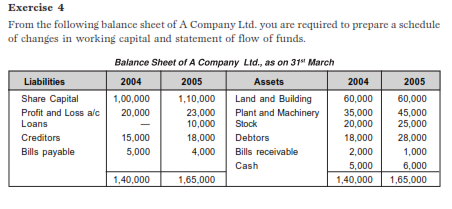 Exercise 4
From the following balance sheet of A Company Ltd. you are required to prepare a schedule
of changes in working capital and statement of flow of funds.
Balance Sheet of A Company Ltd., as on 31st March
Liabilities 2004 2005 Assets 2004 2005
Share Capital 1,00,000 1,10,000 Land and Building 60,000 60,000
Profit and Loss a/c 20,000 23,000 Plant and Machinery 35,000 45,000
Loans — 10,000 Stock 20,000 25,000
Creditors 15,000 18,000 Debtors 18,000 28,000
Bills payable 5,000 4,000 Bills receivable 2,000 1,000
Cash 5,000 6,000
1,40,000 1,65,000 1,40,000 1,65,000